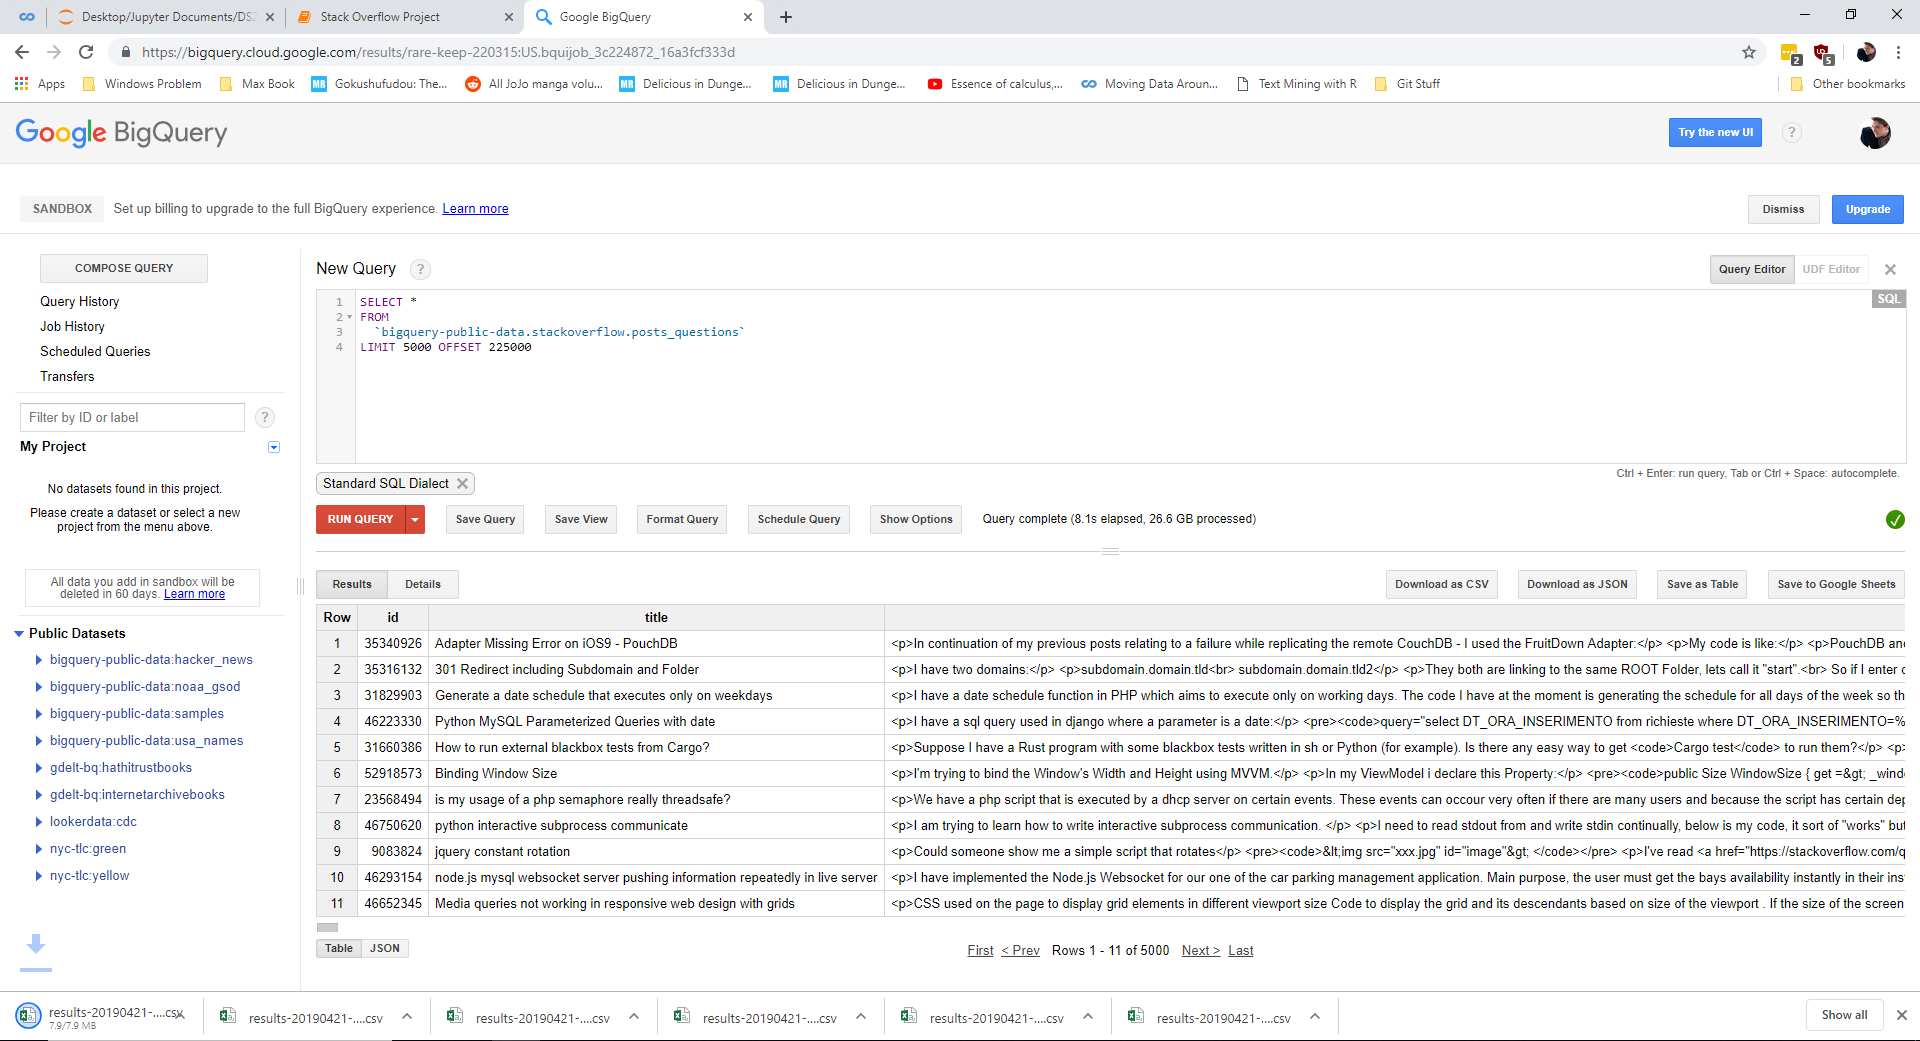 Desktop/Jupyter Documents/DS
Stack Overflow Project
Google BigQuery
https://bigquery.cloud.google.com/results/rare-keep-220315:US.bquijob_3c224872_16a3fcf333d
2
5
Apps
Windows Problem
Max Book
MR
Gokushufudou: The...
All JoJo manga volu...
MR
Delicious in Dunge...
MR
Delicious in Dunge...
Essence of calculus,...
Moving Data Aroun...
Text Mining with R
Git Stuff
Other bookmarks
Google BigQuery
Try the new UI
?
SANDBOX
Set up billing to upgrade to the full BigQuery experience. Learn more
Dismiss
Upgrade
COMPOSE QUERY
Query History
Job History
Scheduled Queries
Transfers
Filter by ID or label
?
My Project
No datasets found in this project.
Please create a dataset or select a new
project from the menu above.
All data you add in sandbox will be
deleted in 60 days. Learn more
Public Datasets
bigquery-public-data:hacker_news
bigquery-public-data:noaa_gsod
bigquery-public-data:samples
bigquery-public-data:usa_names
gdelt-bq:hathitrustbooks
gdelt-bq:internetarchivebooks
lookerdata:cdc
nyc-tlc:green
nyc-tlc:yellow
New Query
?
Query Editor
UDF Editor
SQL
1 SELECT *
2 FROM
3 `bigquery-public-data.stackoverflow.posts_questions`
4 LIMIT 5000 OFFSET 225000
Ctrl + Enter: run query, Tab or Ctrl + Space: autocomplete.
Standard SQL Dialect
RUN QUERY
Save Query
Save View
Format Query
Schedule Query
Show Options
Query complete (8.1s elapsed, 26.6 GB processed)
Results
Details
Download as CSV
Download as JSON
Save as Table
Save to Google Sheets
Row id title
1 35340926 Adapter Missing Error on iOS9 - PouchDB <p>In continuation of my previous posts relating to a failure while replicating the remote CouchDB - I used the FruitDown Adapter:</p> <p>My code is like:</p> <p>PouchDB an
2 35316132 301 Redirect including Subdomain and Folder <p>I have two domains:</p> <p>subdomain.domain.tld<br> subdomain.domain.tld2</p> <p>They both are linking to the same ROOT Folder, lets call it "start".<br> So if I enter
3 31829903 Generate a date schedule that executes only on weekdays <p>I have a date schedule function in PHP which aims to execute only on working days. The code I have at the moment is generating the schedule for all days of the week so th
4 46223330 Python MySQL Parameterized Queries with date <p>I have a sql query used in django where a parameter is a date:</p> <pre><code>query="select DT_ORA_INSERIMENTO from richieste where DT_ORA_INSERIMENTO=%
5 31660386 How to run external blackbox tests from Cargo? <p>Suppose I have a Rust program with some blackbox tests written in sh or Python (for example). Is there any easy way to get <code>Cargo test</code> to run them?</p> <p>
6 52918573 Binding Window Size <p>I'm trying to bind the Window's Width and Height using MVVM.</p> <p>In my ViewModel i declare this Property:</p> <pre><code>public Size WindowSize { get =&gt; _wind
7 23568494 is my usage of a php semaphore really threadsafe? <p>We have a php script that is executed by a dhcp server on certain events. These events can occour very often if there are many users and because the script has certain dep
8 46750620 python interactive subprocess communicate <p>I am trying to learn how to write interactive subprocess communication. </p> <p>I need to read stdout from and write stdin continually, below is my code, it sort of "works" but
9 9083824 jquery constant rotation <p>Could someone show me a simple script that rotates</p> <pre><code>&lt;img src="xxx.jpg" id="image"&gt; </code></pre> <p>I've read <a href="https://stackoverflow.com/q
10 46293154 node.js mysql websocket server pushing information repeatedly in live server <p>I have implemented the Node.js Websocket for our one of the car parking management application. Main purpose, the user must get the bays availability instantly in their ins
11 46652345 Media queries not working in responsive web design with grids <p>CSS used on the page to display grid elements in different viewport size Code to display the grid and its descendants based on size of the viewport . If the size of the screen
Table
JSON
First < Prev Rows 1 - 11 of 5000 Next > Last
results-20190421-....csv
7.9/7.9 MB
results-20190421-....csv
results-20190421-....csv
results-20190421-....csv
results-20190421-....csv
results-20190421-....csv
Show all